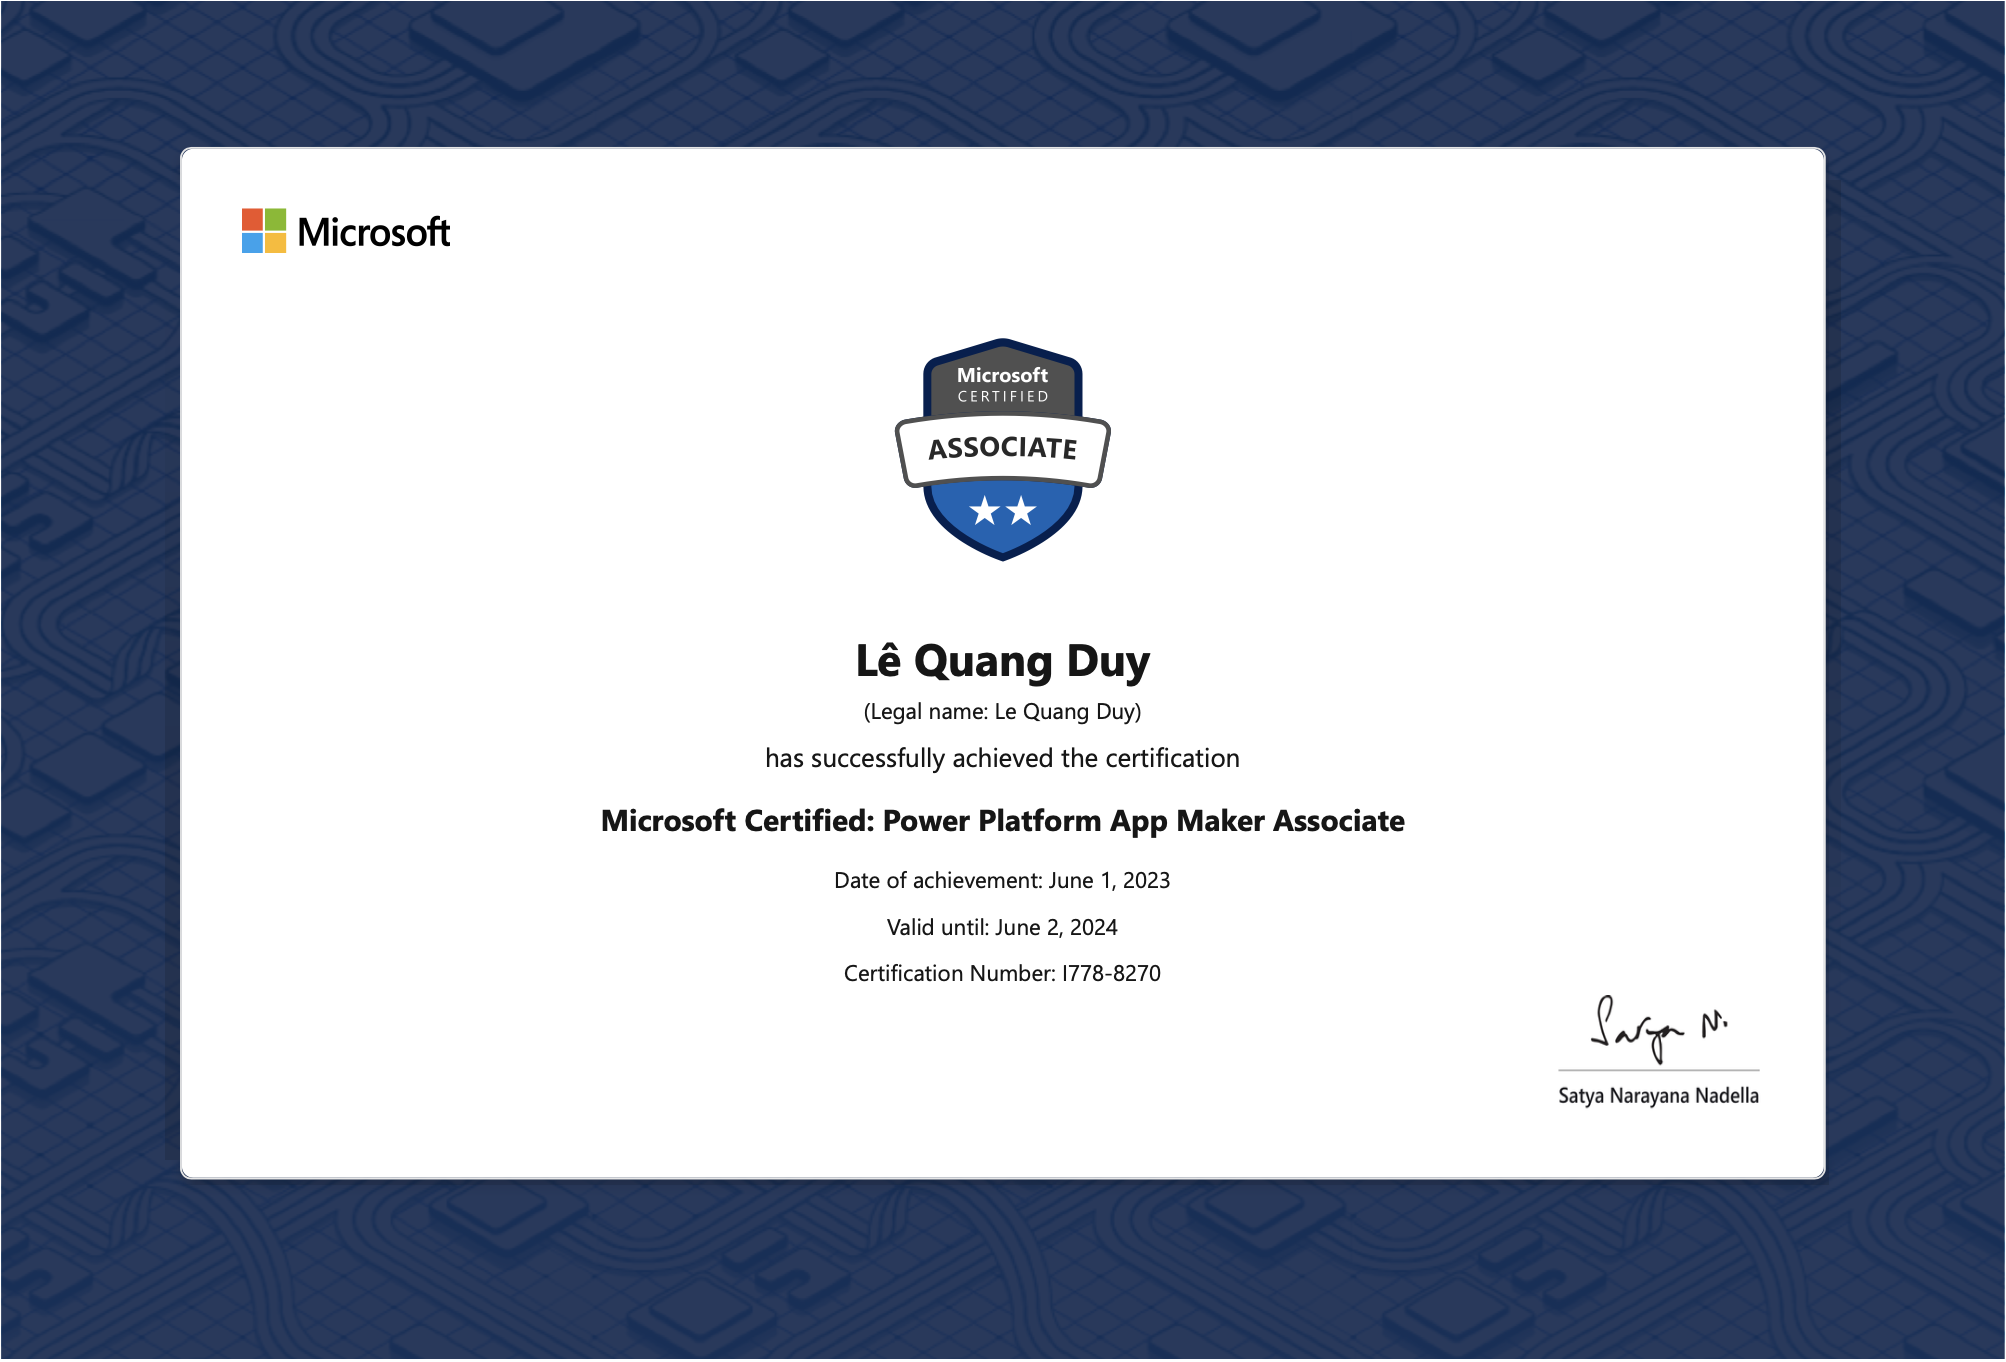 Microsoft
Microsoft
CERTIFIED
ASSOCIATE
Lê Quang Duy
(Legal name: Le Quang Duy)
has successfully achieved the certification
Microsoft Certified: Power Platform App Maker Associate
Date of achievement: June 1, 2023
Valid until: June 2, 2024
Certification Number: I778-8270
Satya N.
Satya Narayana Nadella